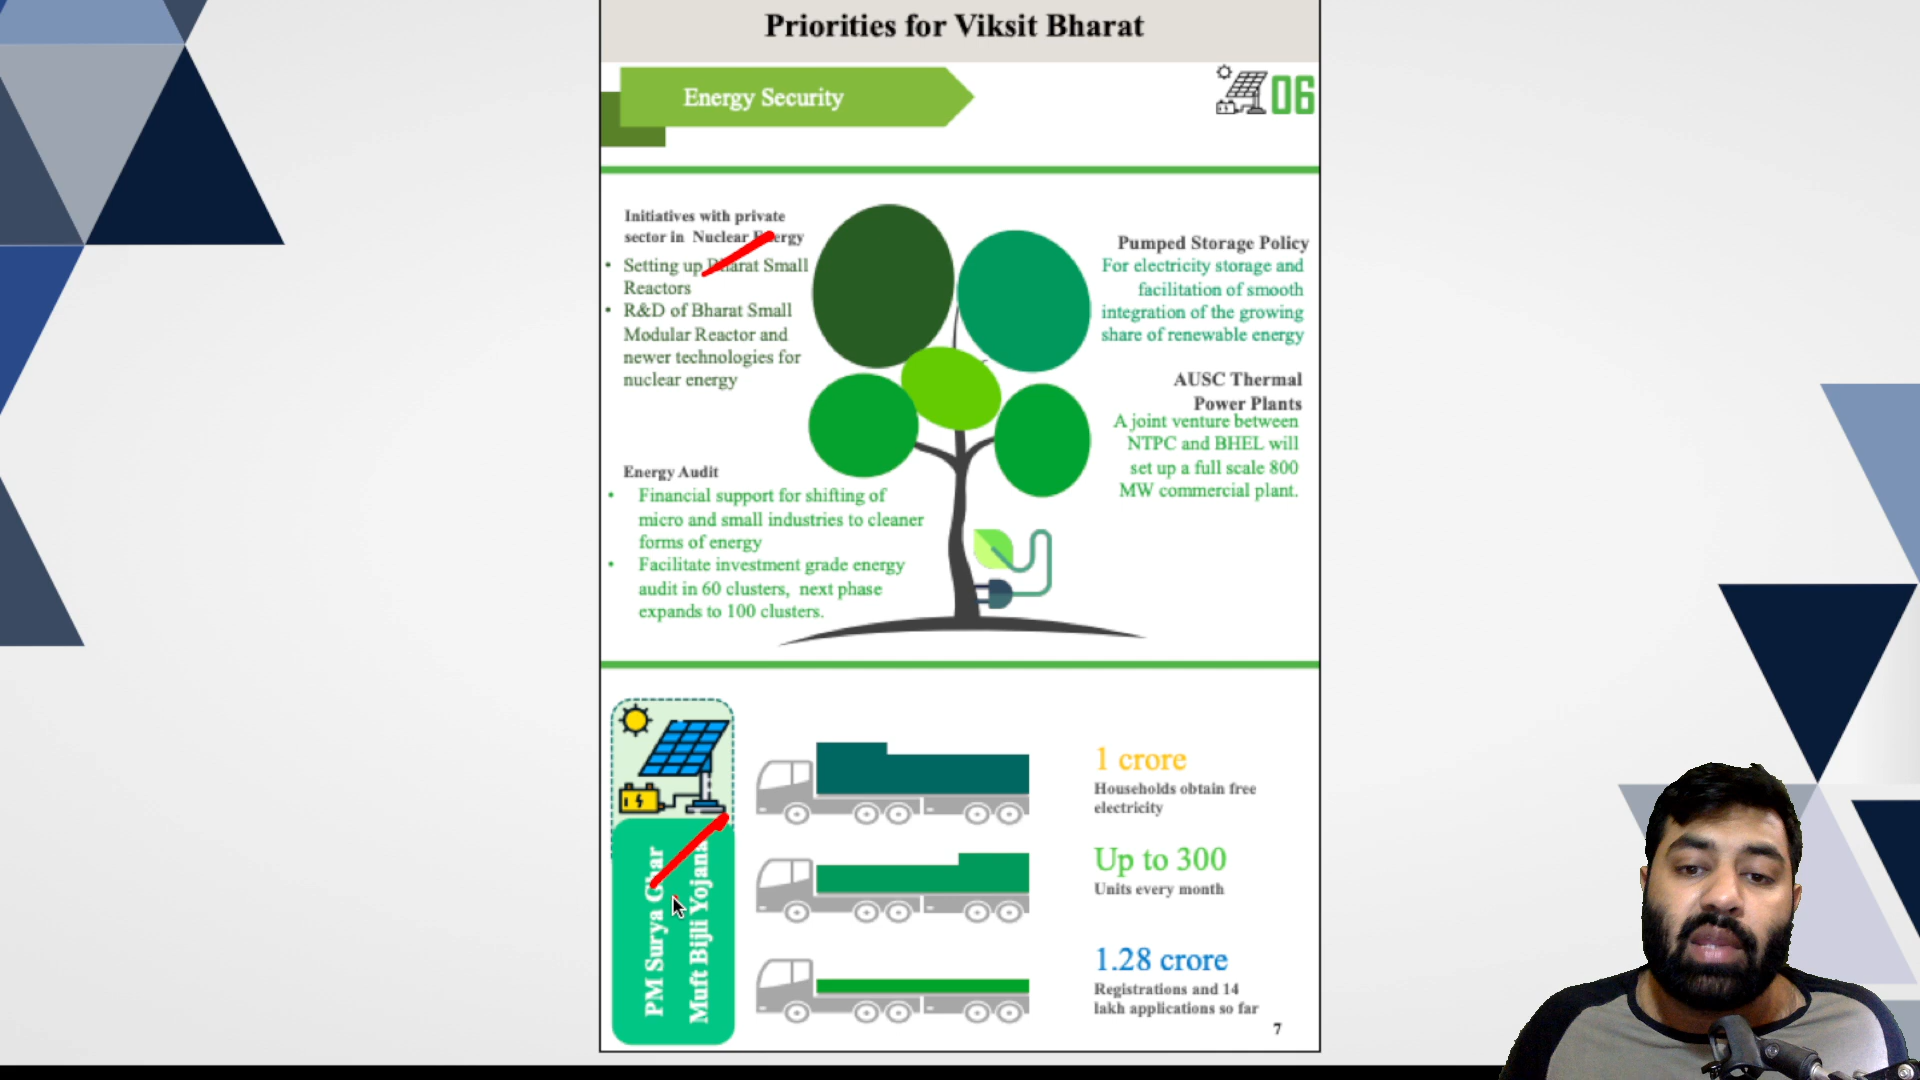 Priorities for Viksit Bharat
Energy Security
06
Initiatives with private
sector in Nuclear Energy
• Setting up Bharat Small
Reactors
• R&D of Bharat Small
Modular Reactor and
newer technologies for
nuclear energy
Pumped Storage Policy
For electricity storage and
facilitation of smooth
integration of the growing
share of renewable energy
AUSC Thermal
Power Plants
A joint venture between
NTPC and BHEL will
set up a full scale 800
MW commercial plant.
Energy Audit
• Financial support for shifting of
micro and small industries to cleaner
forms of energy
• Facilitate investment grade energy
audit in 60 clusters, next phase
expands to 100 clusters.
PM Surya Ghar
Muft Bijli Yojana
1 crore
Households obtain free
electricity
Up to 300
Units every month
1.28 crore
Registrations and 14
lakh applications so far
7